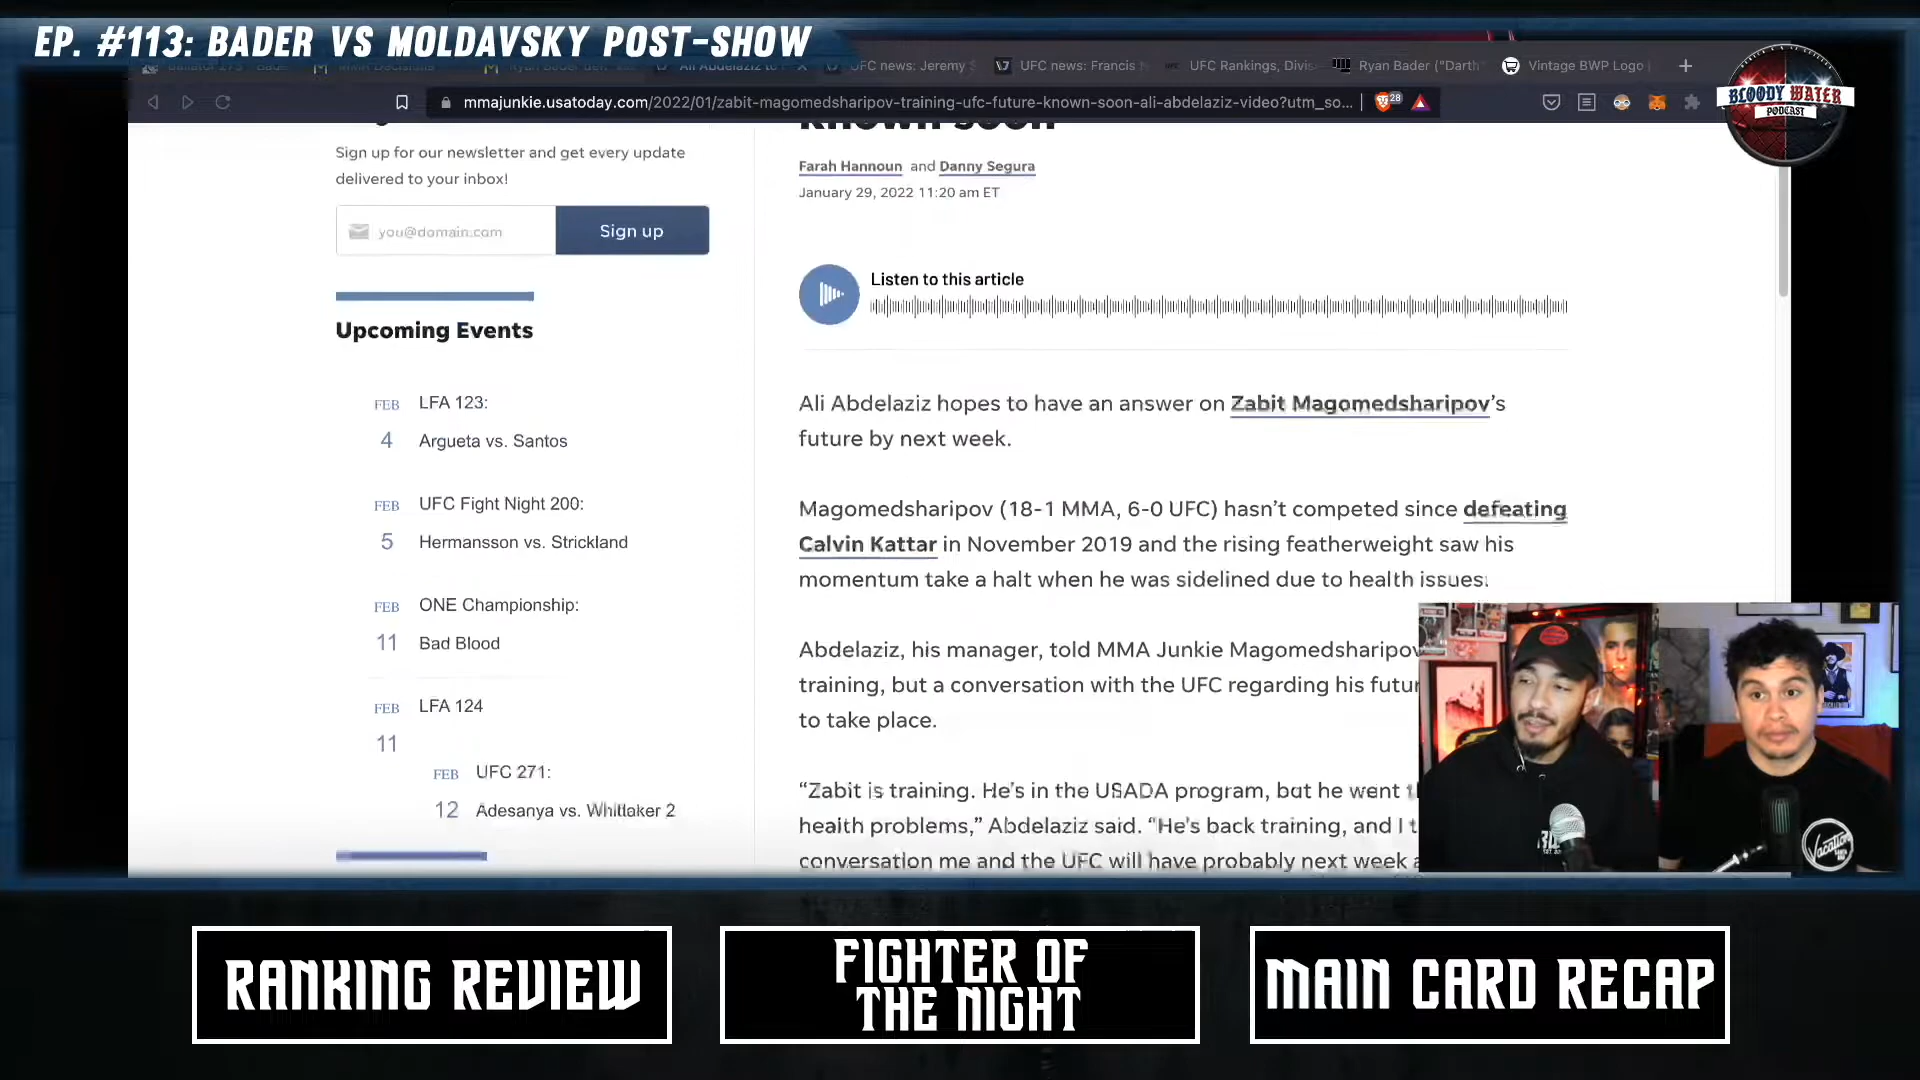 EP. #113: BADER VS MOLDAVSKY POST-SHOW
Ali Abdelaziz to
UFC news: Jeremy S
UFC news: Francis
UFC Rankings, Divis
Ryan Bader ("Darth
Vintage BWP Logo
mmajunkie.usatoday.com/2022/01/zabit-magomedsharipov-training-ufc-future-known-soon-ali-abdelaziz-video?utm_so...
28
BLOODY WATER
PODCAST
known soon
Sign up for our newsletter and get every update
delivered to your inbox!
you@domain.com
Sign up
Upcoming Events
FEB
4
LFA 123:
Argueta vs. Santos
FEB
5
UFC Fight Night 200:
Hermansson vs. Strickland
FEB
11
ONE Championship:
Bad Blood
FEB
11
LFA 124
FEB
12
UFC 271:
Adesanya vs. Whittaker 2
Farah Hannoun and Danny Segura
January 29, 2022 11:20 am ET
Listen to this article
Ali Abdelaziz hopes to have an answer on Zabit Magomedsharipov's
future by next week.
Magomedsharipov (18-1 MMA, 6-0 UFC) hasn't competed since defeating
Calvin Kattar in November 2019 and the rising featherweight saw his
momentum take a halt when he was sidelined due to health issues.
Abdelaziz, his manager, told MMA Junkie Magomedsharipov
training, but a conversation with the UFC regarding his futur
to take place.
"Zabit is training. He's in the USADA program, but he went t
health problems," Abdelaziz said. "He's back training, and I t
conversation me and the UFC will have probably next week a
Vacation
RANKING REVIEW
FIGHTER OF
THE NIGHT
MAIN CARD RECAP